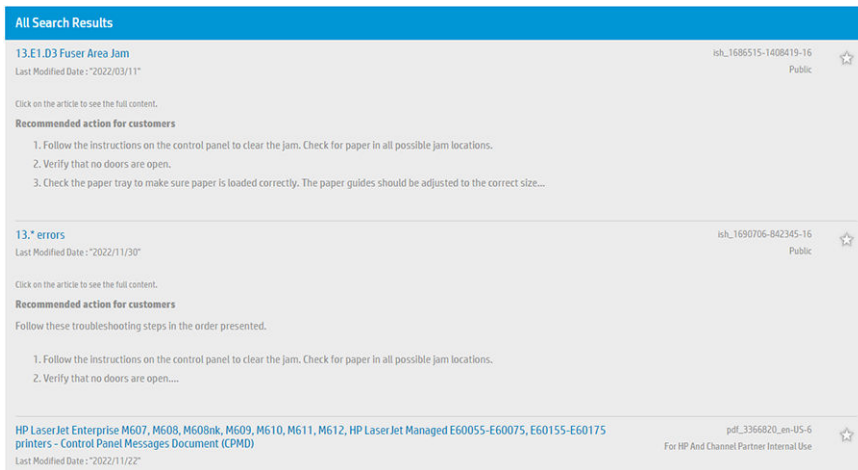 All Search Results
13.E1.D3 Fuser Area Jam
ish_1686515-1408419-16
Last Modified Date : "2022/03/11"
Public
Click on the article to see the full content.
Recommended action for customers
1. Follow the instructions on the control panel to clear the jam. Check for paper in all possible jam locations.
2. Verify that no doors are open.
3. Check the paper tray to make sure paper is loaded correctly. The paper guides should be adjusted to the correct size...
13.* errors
ish_1690706-842345-16
Last Modified Date : "2022/11/30"
Public
Click on the article to see the full content.
Recommended action for customers
Follow these troubleshooting steps in the order presented.
1. Follow the instructions on the control panel to clear the jam. Check for paper in all possible jam locations.
2. Verify that no doors are open....
HP LaserJet Enterprise M607, M608, M608nk, M609, M610, M611, M612, HP LaserJet Managed E60055-E60075, E60155-E60175
pdf_3366820_en-US-6
printers - Control Panel Messages Document (CPMD)
For HP And Channel Partner Internal Use
Last Modified Date : "2022/11/22"